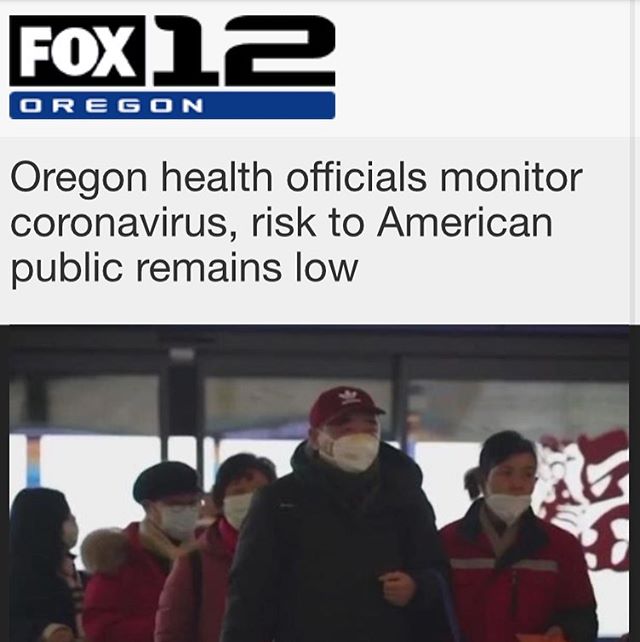 FOX 12
OREGON
Oregon health officials monitor
coronavirus, risk to American
public remains low